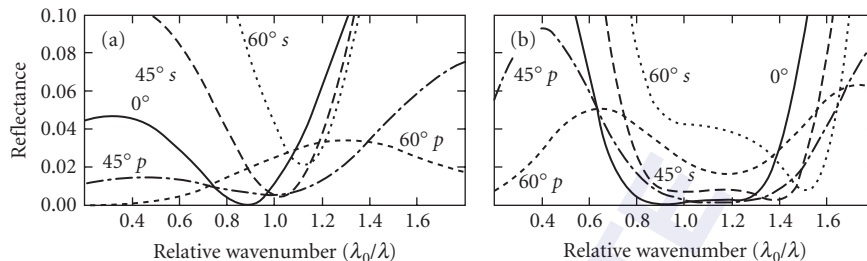 0.10
0.08
0.06
0.04
0.02
0.00
Reflectance
(a)
60° s
45° s
0°
45° p
60° p
0.4 0.6 0.8 1.0 1.2 1.4 1.6
Relative wavenumber (λ0/λ)
(b)
45° p
60° s
0°
45° s
60° p
0.4 0.6 0.8 1.0 1.2 1.4 1.6
Relative wavenumber (λ0/λ)